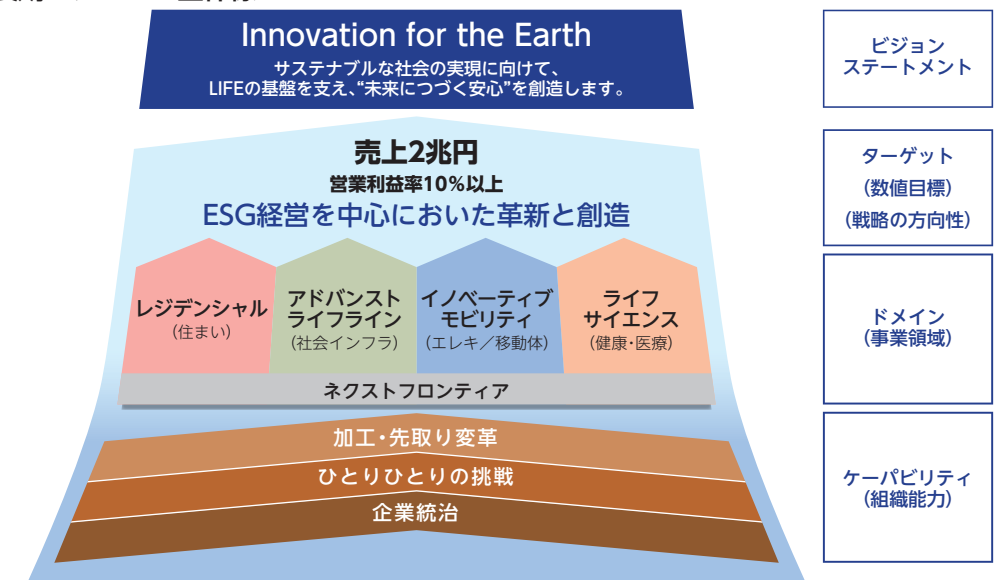 Innovation for the Earth
サステナブルな社会の実現に向けて、
LIFEの基盤を支え、“未来につづく安心”を創造します。
ビジョン
ステートメント
売上2兆円
営業利益率10%以上
ESG経営を中心においた革新と創造
ターゲット
(数値目標)
(戦略の方向性)
レジデンシャル
(住まい)
アドバンスト
ライフライン
(社会インフラ)
イノベーティブ
モビリティ
(エレキ／移動体)
ライフ
サイエンス
(健康・医療)
ネクストフロンティア
ドメイン
(事業領域)
加工・先取り変革
ひとりひとりの挑戦
企業統治
ケーパビリティ
(組織能力)